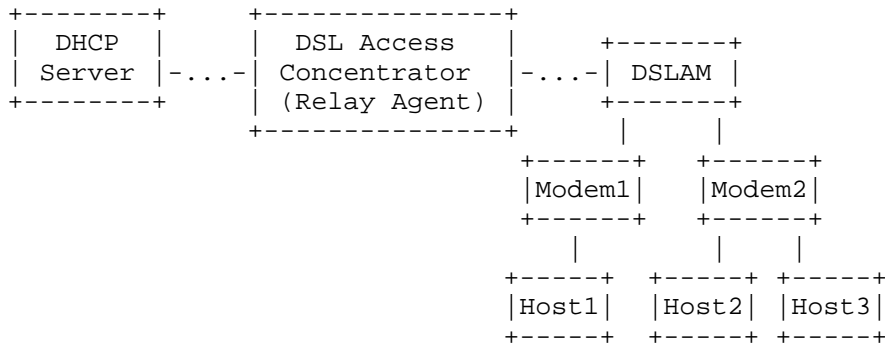 +--------+         +---------------+
|  DHCP  |         |  DSL Access   |       +-------+
| Server |-...-|  Concentrator  |-...-| DSLAM |
+--------+         | (Relay Agent) |       +-------+
                   +---------------+         |      |
                                      +------+   +------+
                                      |Modem1|   |Modem2|
                                      +------+   +------+
                                         |        |     |
                                     +-----+  +-----+ +-----+
                                     |Host1|  |Host2| |Host3|
                                     +-----+  +-----+ +-----+